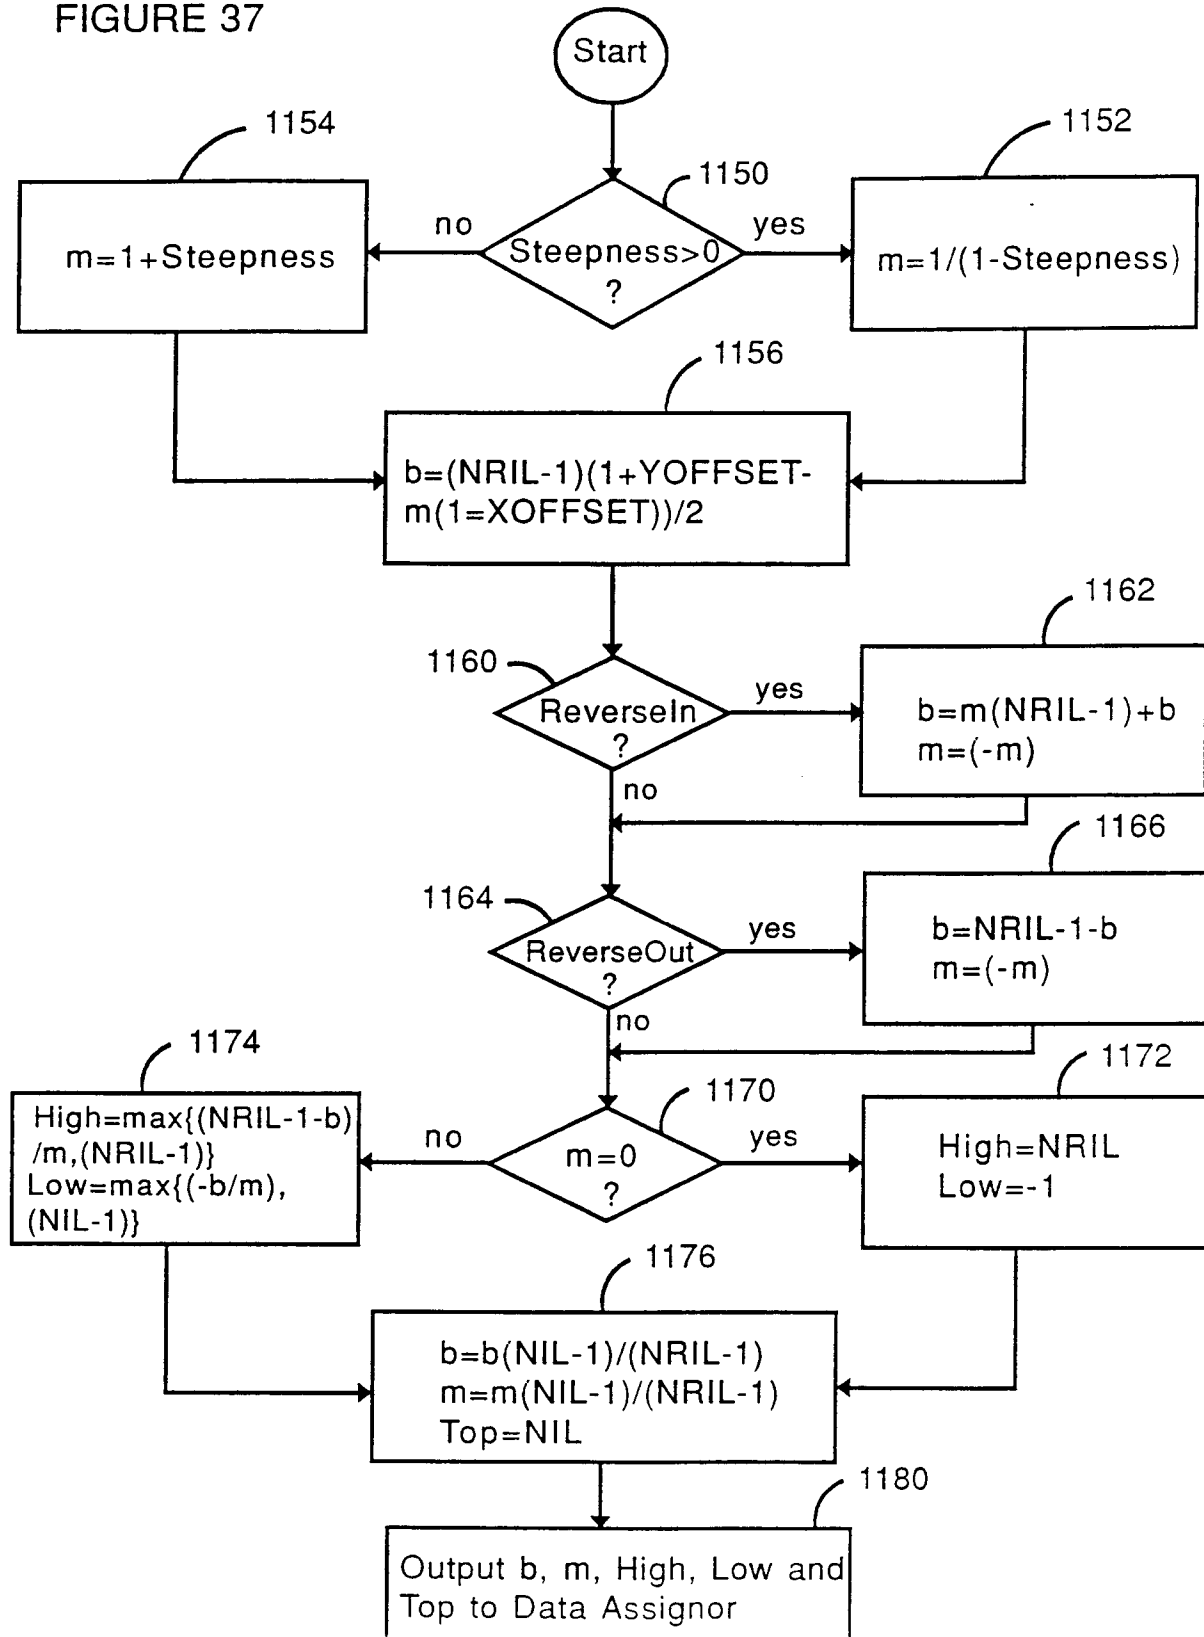 FIGURE 37
Start
1154
1152
1150
no
yes
m=1+Steepness
Steepness>0
?
m=1/(1-Steepness)
1156
b=(NRIL-1)(1+YOFFSET-
m(1=XOFFSET))/2
1162
1160
yes
ReverseIn
?
b=m(NRIL-1)+b
m=(-m)
no
1166
1164
yes
ReverseOut
?
b=NRIL-1-b
m=(-m)
no
1174
1172
1170
High=max{(NRIL-1-b)
/m,(NRIL-1)}
Low=max{(-b/m),
(NIL-1)}
no
m=0
?
yes
High=NRIL
Low=-1
1176
b=b(NIL-1)/(NRIL-1)
m=m(NIL-1)/(NRIL-1)
Top=NIL
1180
Output b, m, High, Low and
Top to Data Assignor